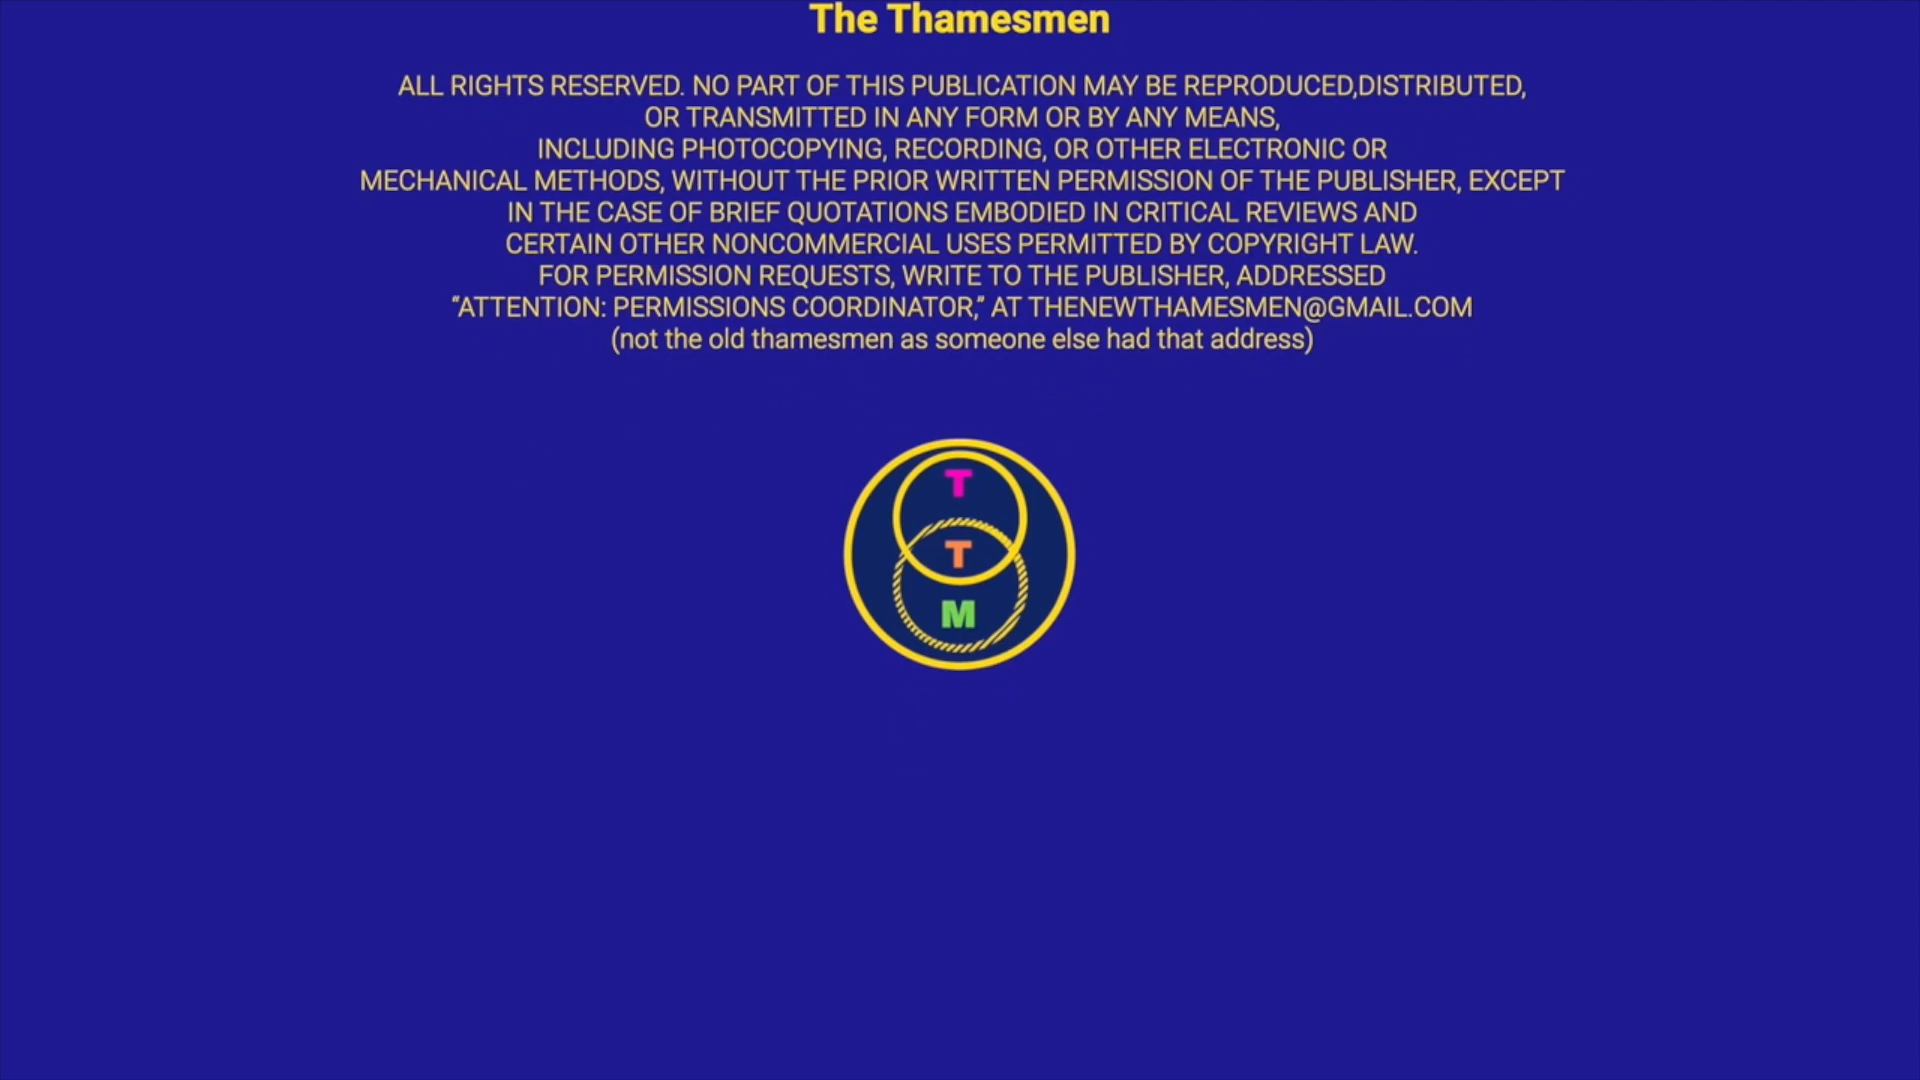 The Thamesmen
ALL RIGHTS RESERVED. NO PART OF THIS PUBLICATION MAY BE REPRODUCED,DISTRIBUTED,
OR TRANSMITTED IN ANY FORM OR BY ANY MEANS,
INCLUDING PHOTOCOPYING, RECORDING, OR OTHER ELECTRONIC OR
MECHANICAL METHODS, WITHOUT THE PRIOR WRITTEN PERMISSION OF THE PUBLISHER, EXCEPT
IN THE CASE OF BRIEF QUOTATIONS EMBODIED IN CRITICAL REVIEWS AND
CERTAIN OTHER NONCOMMERCIAL USES PERMITTED BY COPYRIGHT LAW.
FOR PERMISSION REQUESTS, WRITE TO THE PUBLISHER, ADDRESSED
“ATTENTION: PERMISSIONS COORDINATOR,” AT THENEWTHAMESMEN@GMAIL.COM
(not the old thamesmen as someone else had that address)
T
T
M